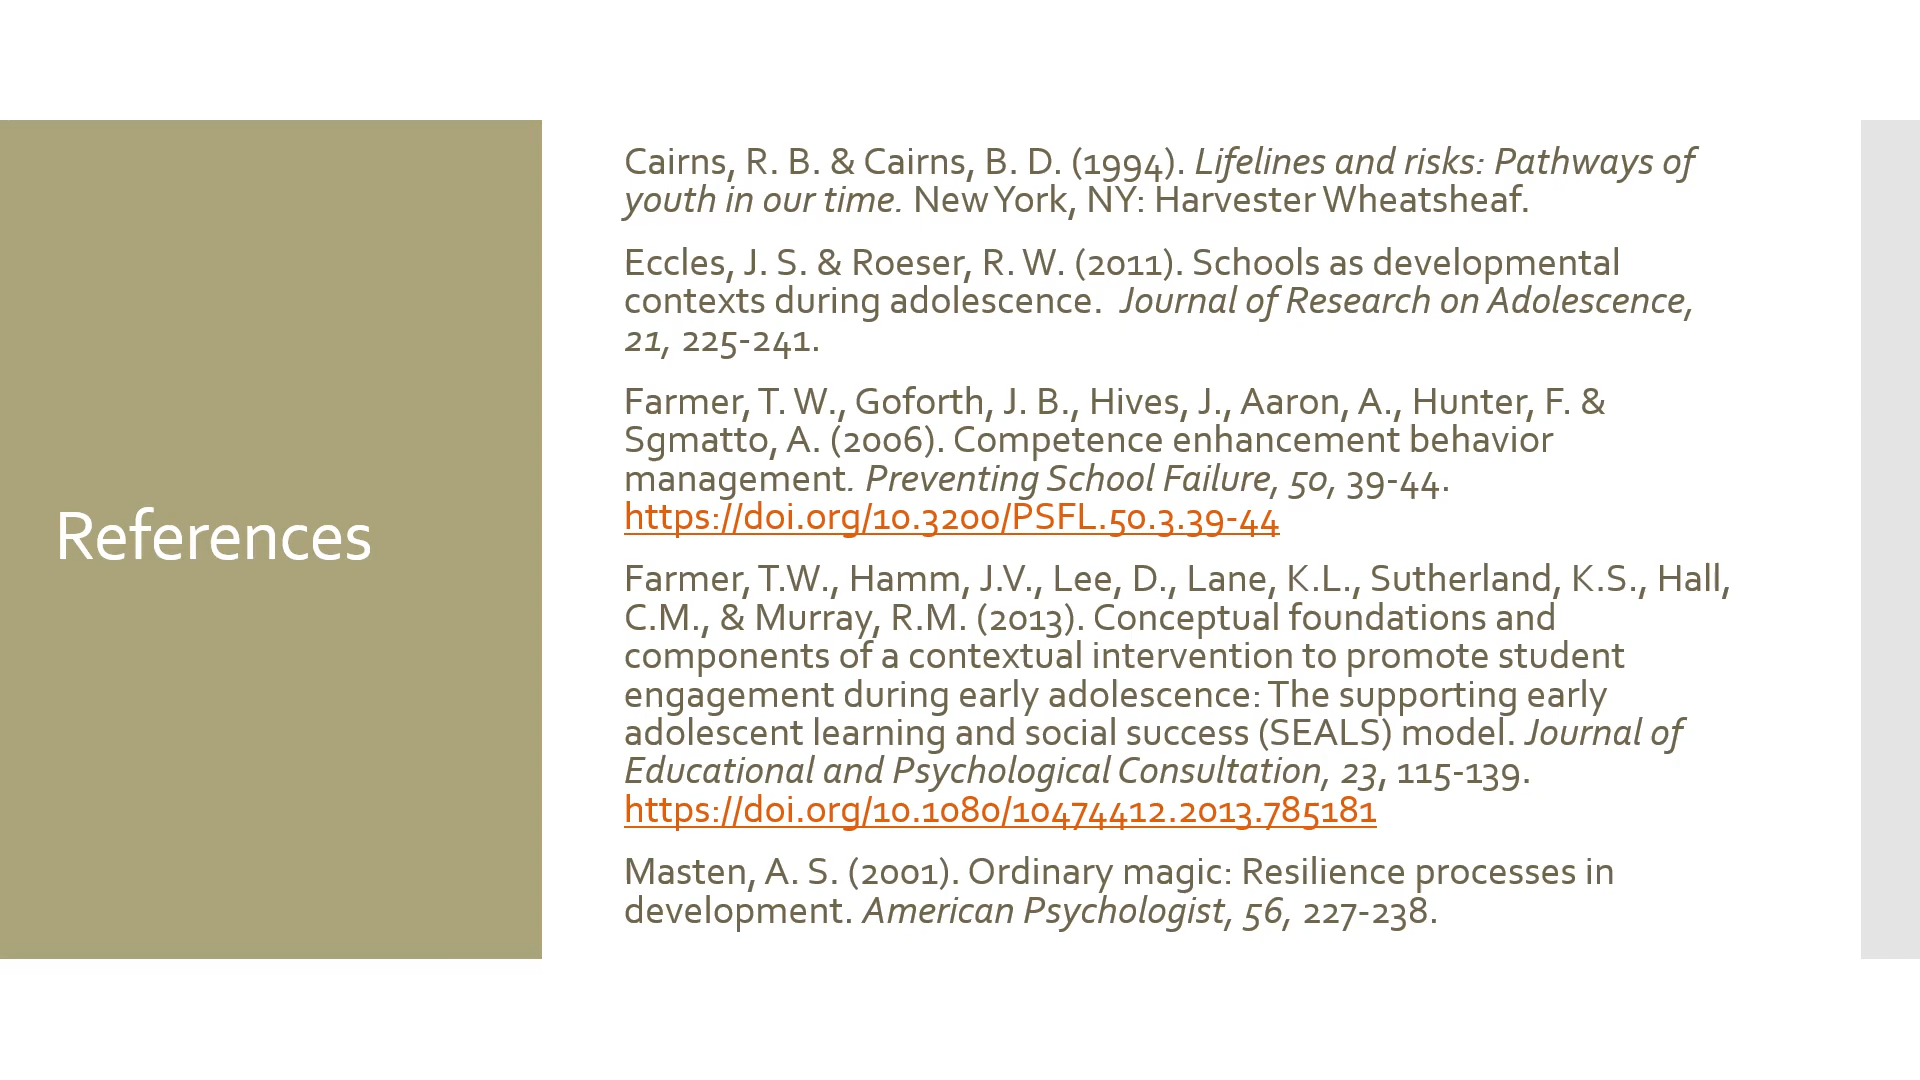 References
Cairns, R. B. & Cairns, B. D. (1994). Lifelines and risks: Pathways of
youth in our time. New York, NY: Harvester Wheatsheaf.
Eccles, J. S. & Roeser, R. W. (2011). Schools as developmental
contexts during adolescence. Journal of Research on Adolescence,
21, 225-241.
Farmer, T. W., Goforth, J. B., Hives, J., Aaron, A., Hunter, F. &
Sgmatto, A. (2006). Competence enhancement behavior
management. Preventing School Failure, 50, 39-44.
https://doi.org/10.3200/PSFL.50.3.39-44
Farmer, T.W., Hamm, J.V., Lee, D., Lane, K.L., Sutherland, K.S., Hall,
C.M., & Murray, R.M. (2013). Conceptual foundations and
components of a contextual intervention to promote student
engagement during early adolescence: The supporting early
adolescent learning and social success (SEALS) model. Journal of
Educational and Psychological Consultation, 23, 115-139.
https://doi.org/10.1080/10474412.2013.785181
Masten, A. S. (2001). Ordinary magic: Resilience processes in
development. American Psychologist, 56, 227-238.